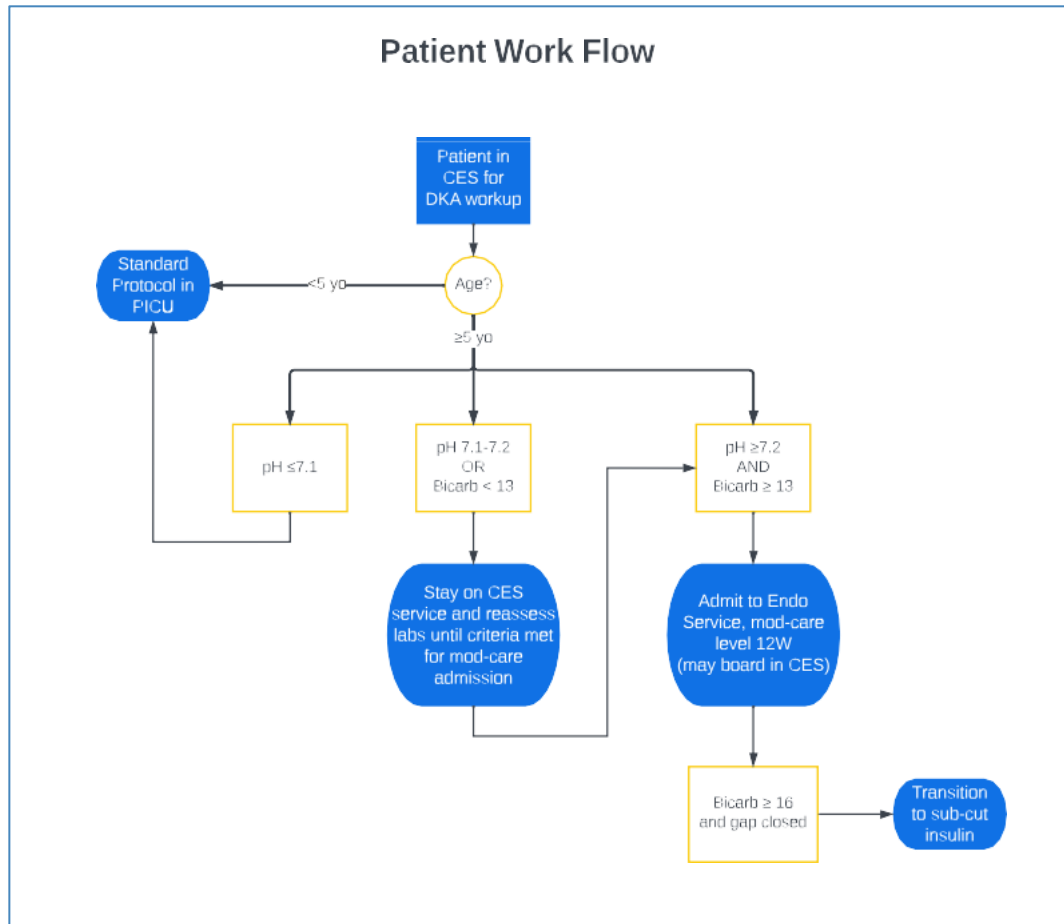 Patient Work Flow
Patient in
CES for
DKA workup
Standard
Protocol in
PICU
<5 yo
Age?
≥5 yo
pH ≤7.1
pH 7.1-7.2
OR
Bicarb < 13
pH ≥7.2
AND
Bicarb ≥ 13
Stay on CES
service and reassess
labs until criteria met
for mod-care
admission
Admit to Endo
Service, mod-care
level 12W
(may board in CES)
Bicarb ≥ 16
and gap closed
Transition
to sub-cut
insulin